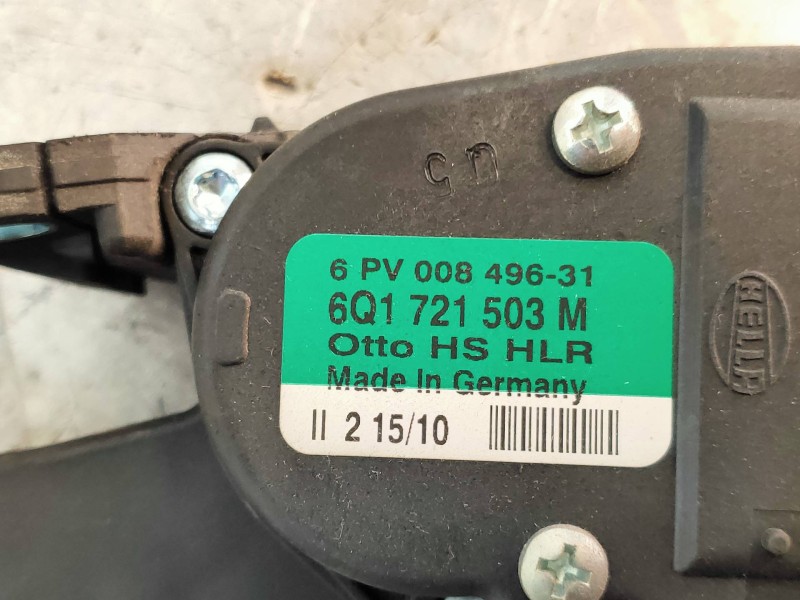 6 PV 008 496-31
6Q1 721 503 M
Otto HS HLR
Made In Germany
II 2 15/10
HELLA